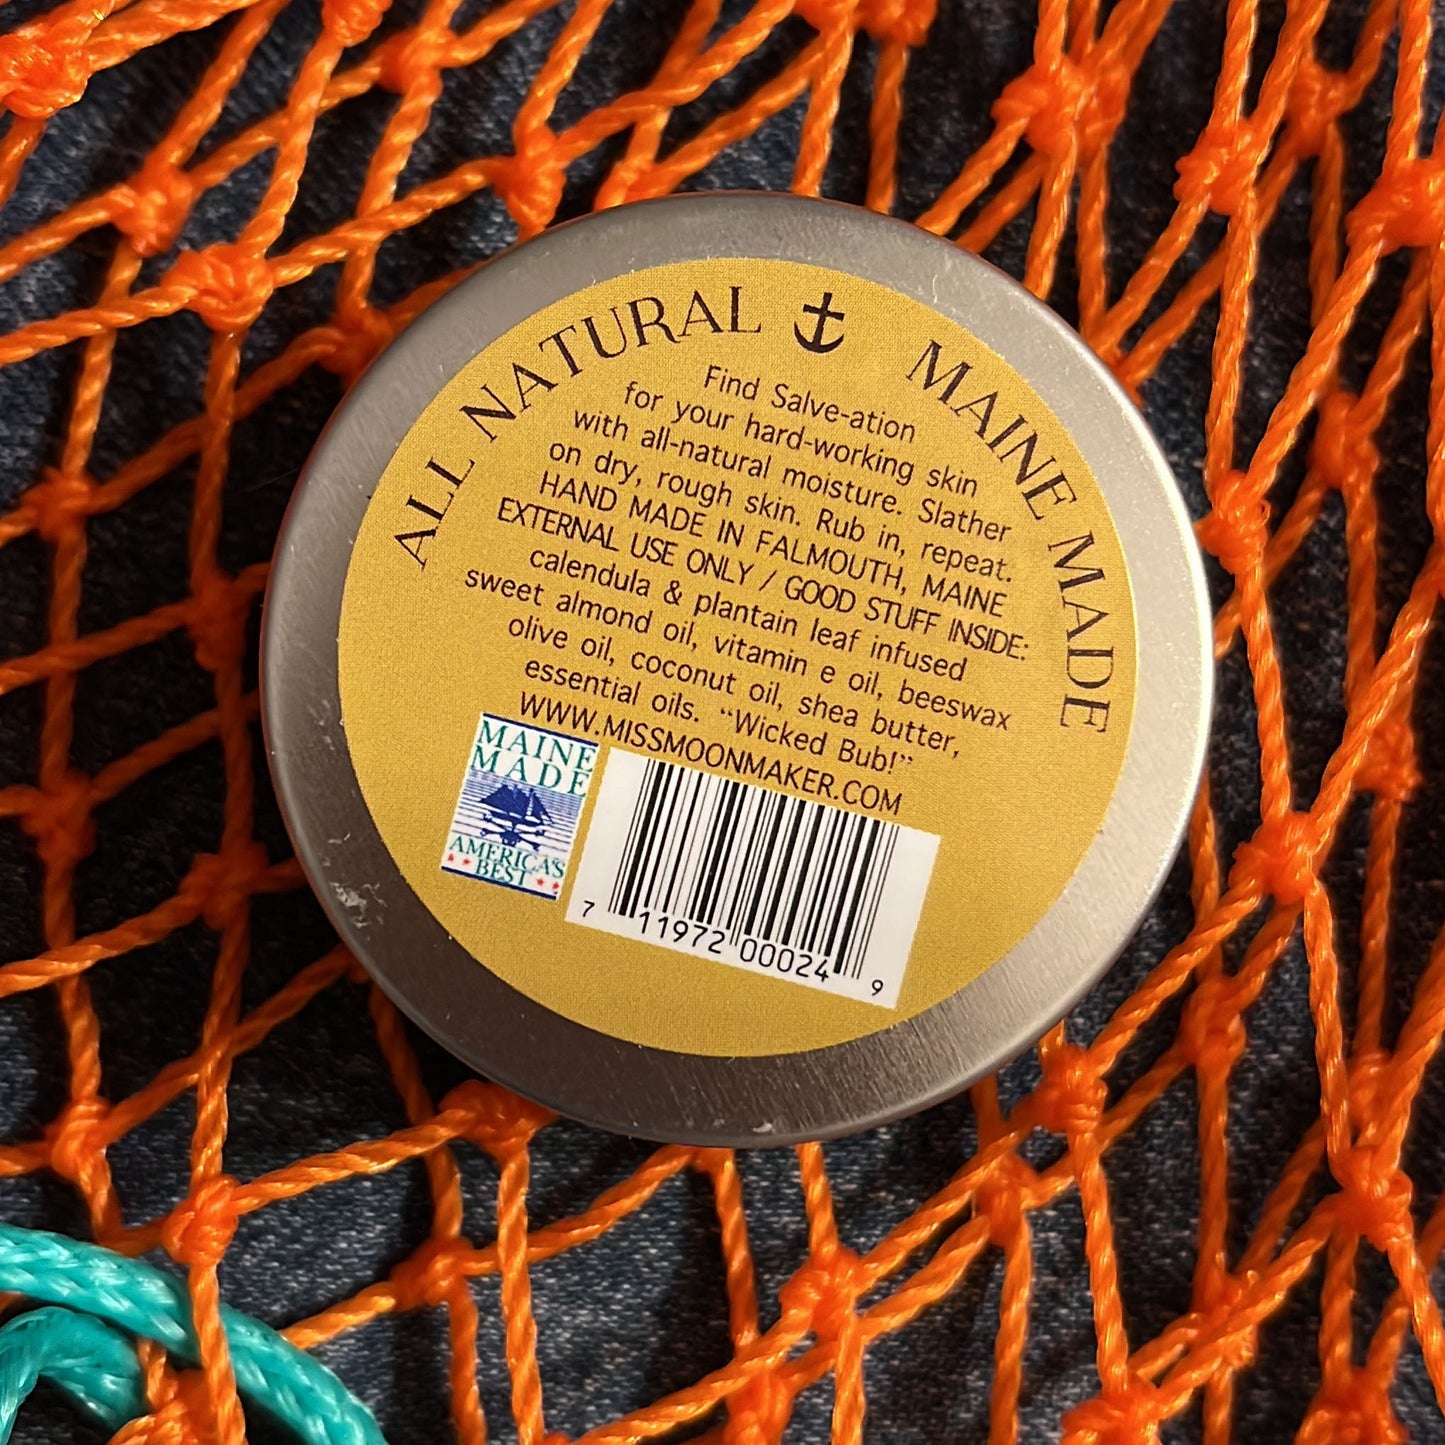 ALL NATURAL MAINE MADE
Find Salve-ation
for your hard-working skin
with all-natural moisture. Slather
on dry, rough skin. Rub in, repeat.
HAND MADE IN FALMOUTH, MAINE
EXTERNAL USE ONLY / GOOD STUFF INSIDE:
calendula & plantain leaf infused
sweet almond oil, vitamin e oil, beeswax
olive oil, coconut oil, shea butter,
essential oils. “Wicked Bub!”
WWW.MISSMOONMAKER.COM
MAINE
MADE
AMERICA'S
BEST
7 11972 00024 9